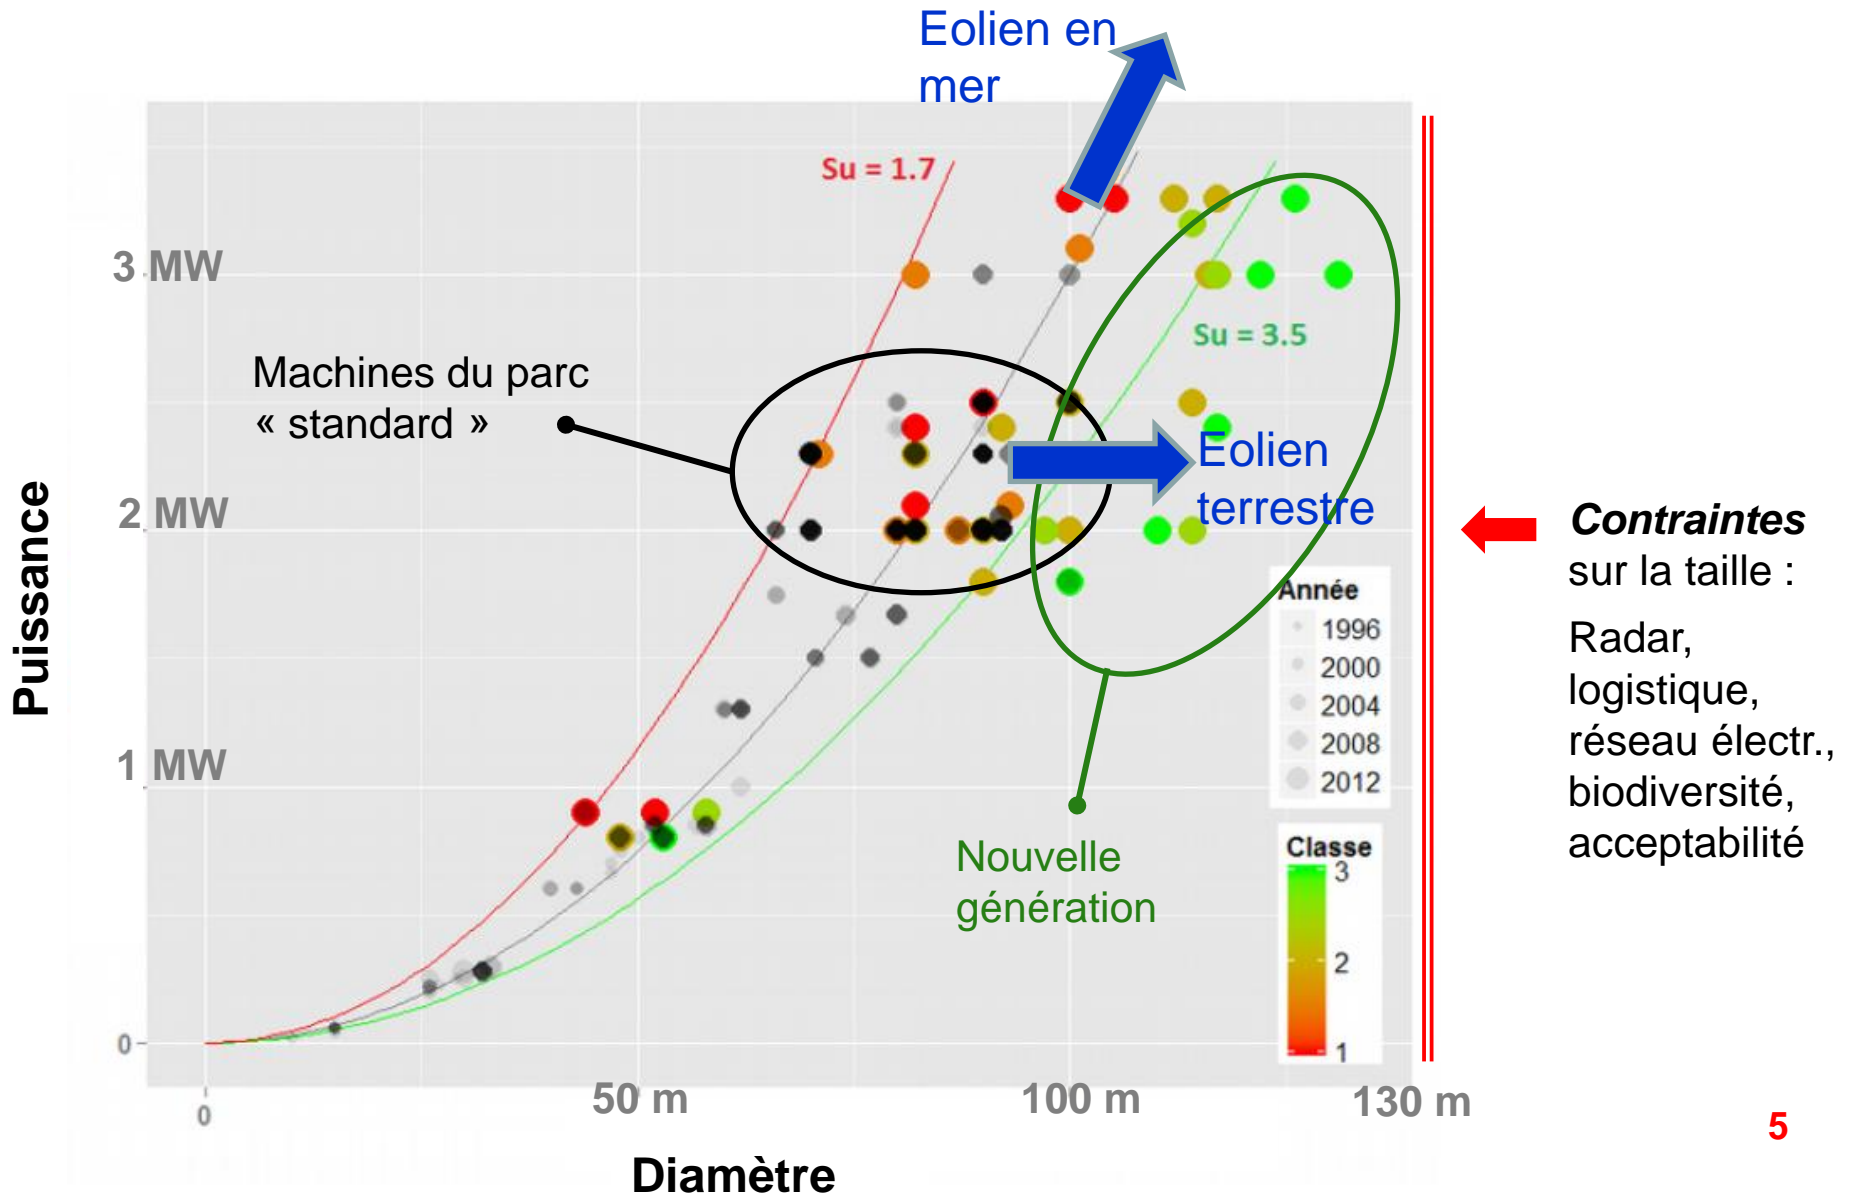 Eolien en
mer
Su = 1.7
3 MW
Su = 3.5
Machines du parc
« standard »
Eolien
terrestre
2 MW
Puissance
Contraintes
sur la taille :
Radar,
logistique,
réseau électr.,
biodiversité,
acceptabilité
Année
1996
2000
2004
2008
2012
1 MW
Nouvelle
génération
Classe
3
2
1
0
0
50 m
100 m
130 m
Diamètre
5